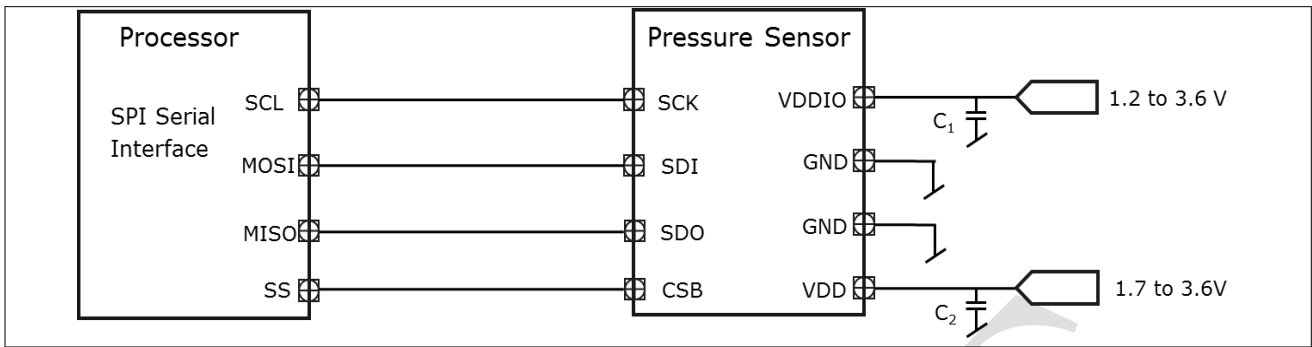 Processor
SPI Serial
Interface
SCL
MOSI
MISO
SS
Pressure Sensor
SCK
SDI
SDO
CSB
VDDIO
GND
GND
VDD
C1
C2
1.2 to 3.6 V
1.7 to 3.6V